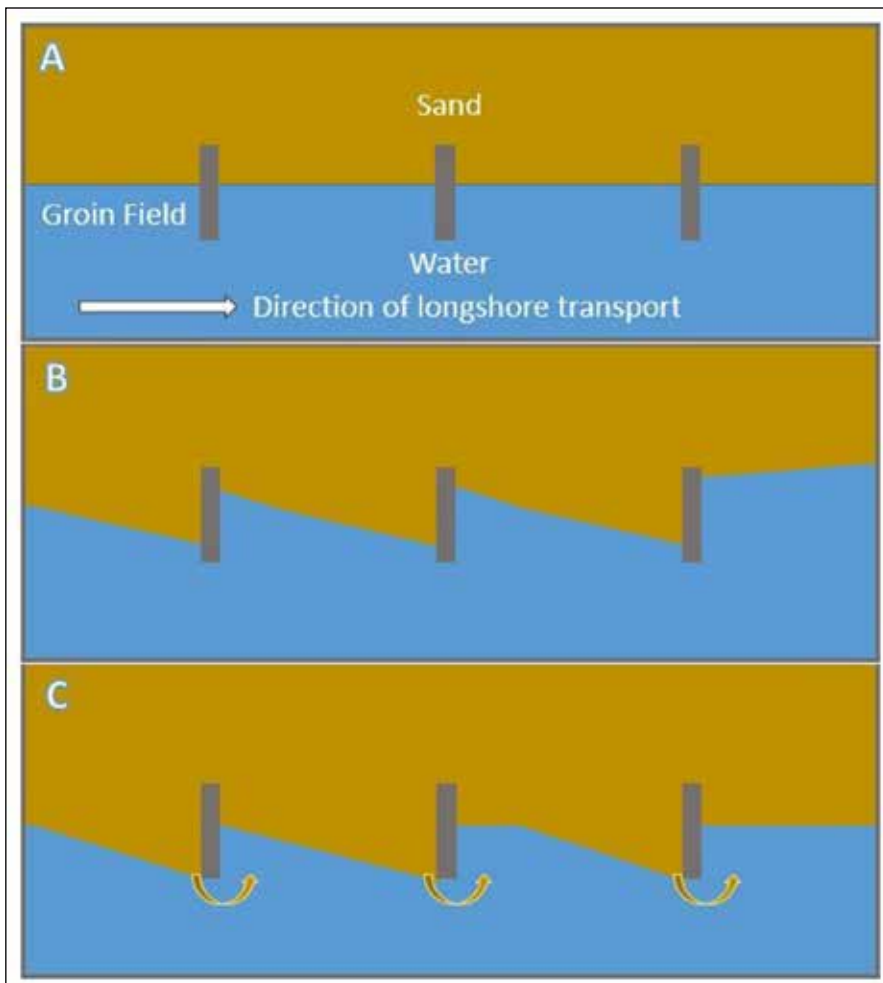 A
Sand
Groin Field
Water
Direction of longshore transport
B
C